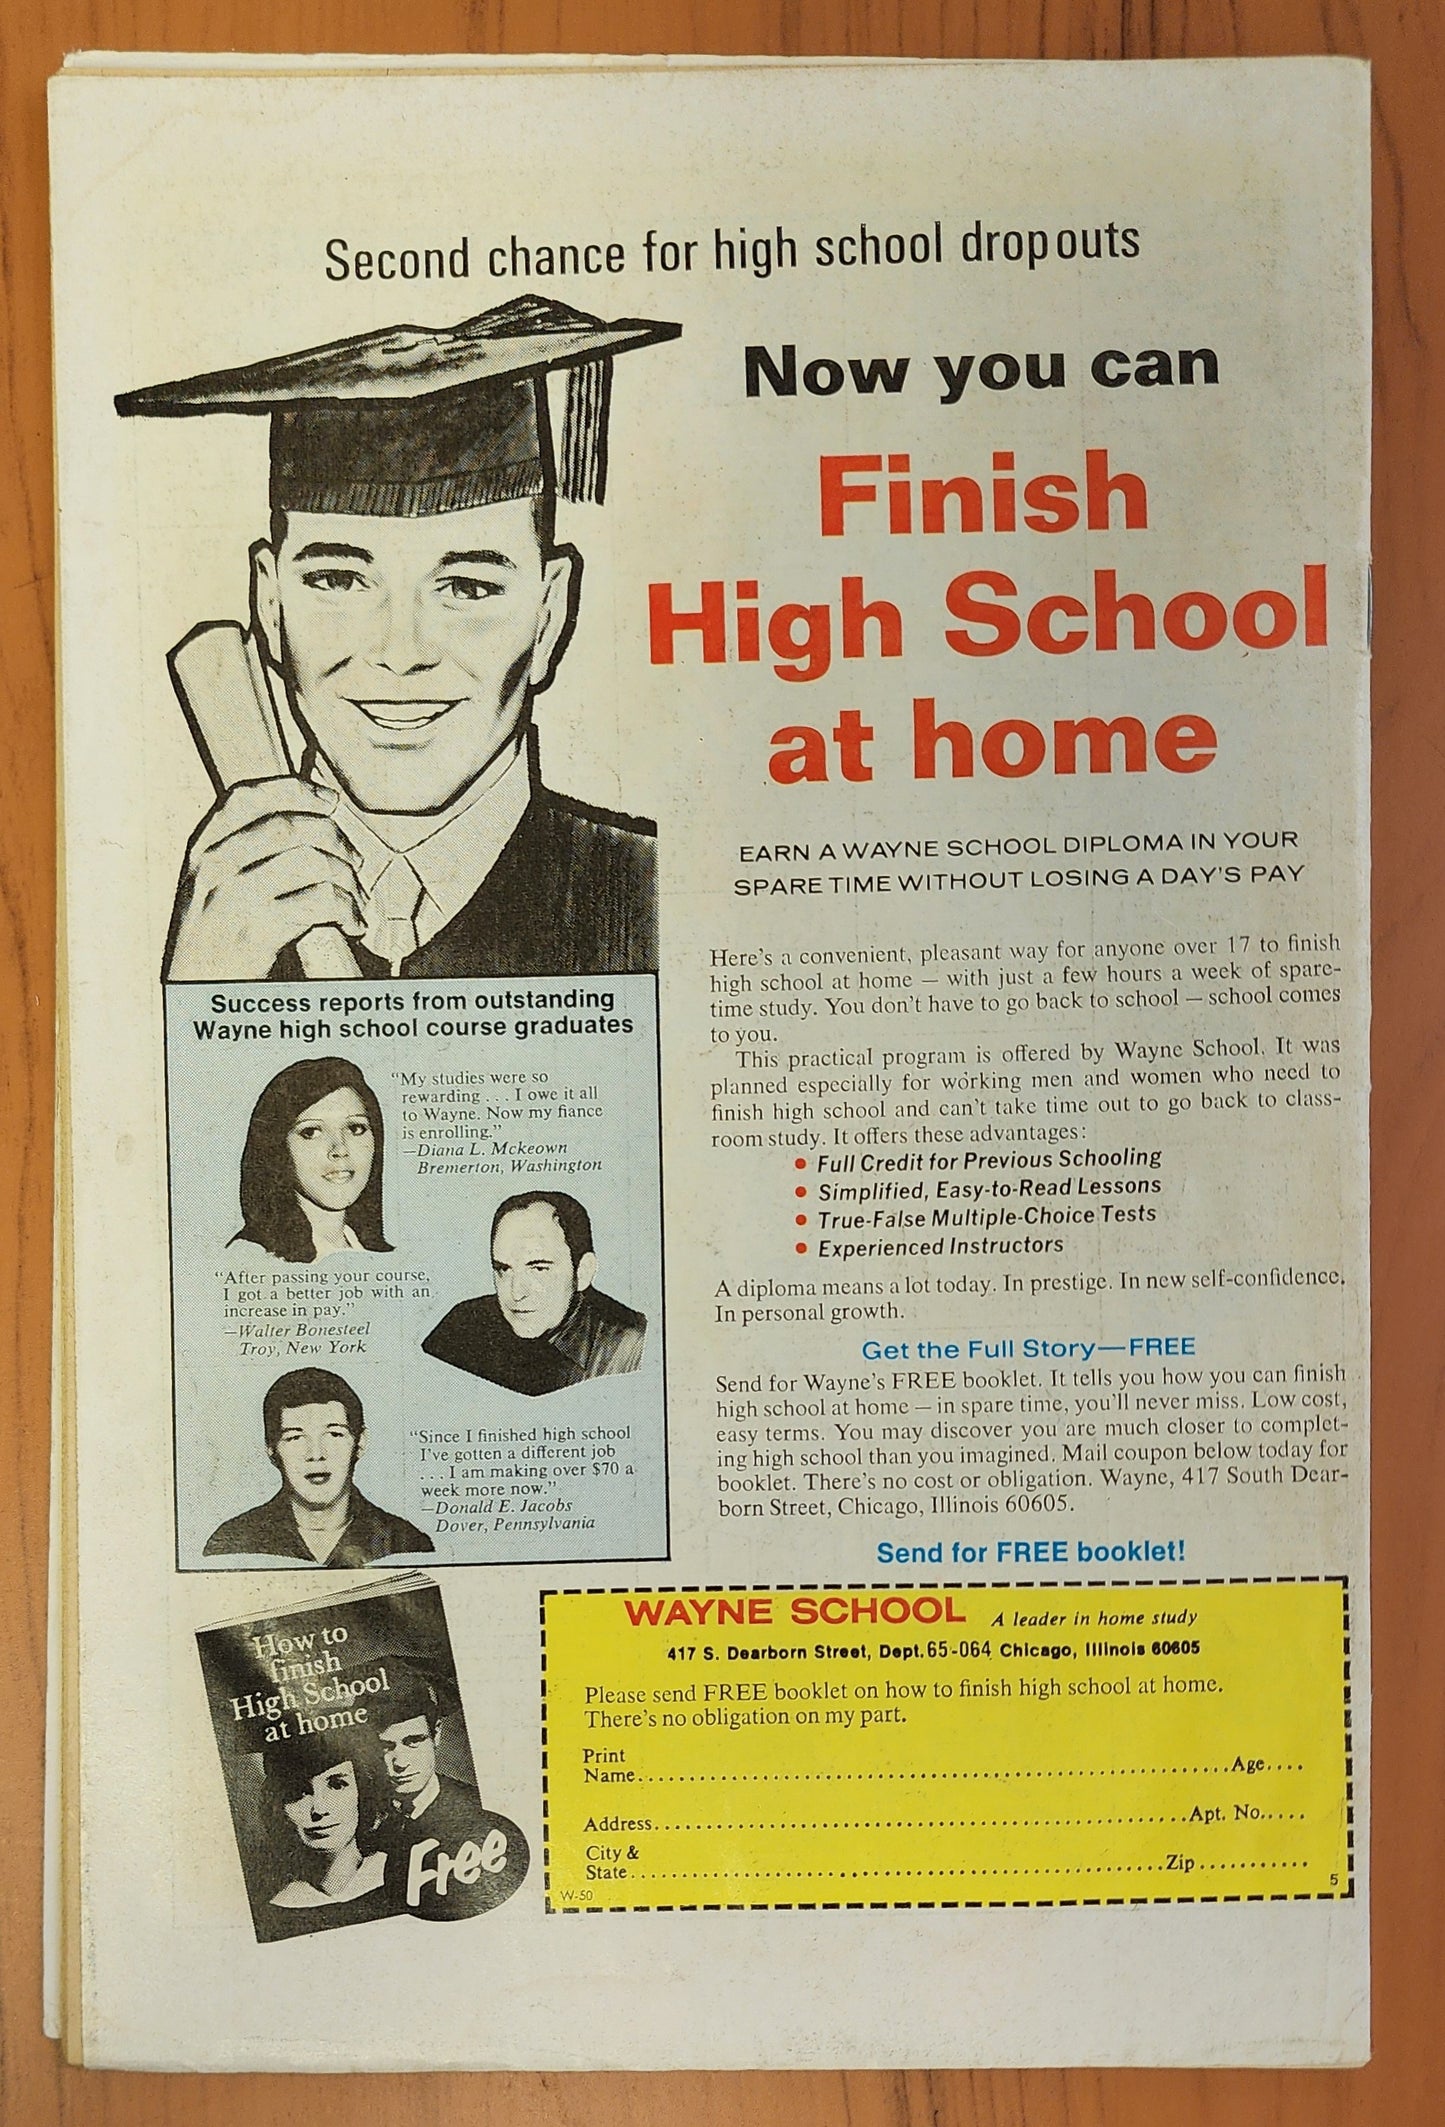 Second chance for high school dropouts
Now you can
Finish
High School
at home
EARN A WAYNE SCHOOL DIPLOMA IN YOUR
SPARE TIME WITHOUT LOSING A DAY'S PAY
Here's a convenient, pleasant way for anyone over 17 to finish
high school at home — with just a few hours a week of spare-
time study. You don't have to go back to school — school comes
to you.
This practical program is offered by Wayne School. It was
planned especially for working men and women who need to
finish high school and can't take time out to go back to class-
room study. It offers these advantages:
• Full Credit for Previous Schooling
• Simplified, Easy-to-Read Lessons
• True-False Multiple-Choice Tests
• Experienced Instructors
A diploma means a lot today. In prestige. In new self-confidence.
In personal growth.
Get the Full Story—FREE
Send for Wayne's FREE booklet. It tells you how you can finish
high school at home — in spare time, you'll never miss. Low cost,
easy terms. You may discover you are much closer to complet-
ing high school than you imagined. Mail coupon below today for
booklet. There's no cost or obligation. Wayne, 417 South Dear-
born Street, Chicago, Illinois 60605.
Send for FREE booklet!
Success reports from outstanding
Wayne high school course graduates
"My studies were so
rewarding . . . I owe it all
to Wayne. Now my fiance
is enrolling."
—Diana L. Mckeown
Bremerton, Washington
"After passing your course,
I got a better job with an
increase in pay."
—Walter Bonesteel
Troy, New York
"Since I finished high school
I've gotten a different job
. . . I am making over $70 a
week more now."
—Donald E. Jacobs
Dover, Pennsylvania
How to
finish
High School
at home
Free
WAYNE SCHOOL A leader in home study
417 S. Dearborn Street, Dept. 65-064 Chicago, Illinois 60605
Please send FREE booklet on how to finish high school at home.
There's no obligation on my part.
Print
Name.............................................................Age....
Address......................................................Apt. No.....
City &
State......................................................Zip...........
W-50
5